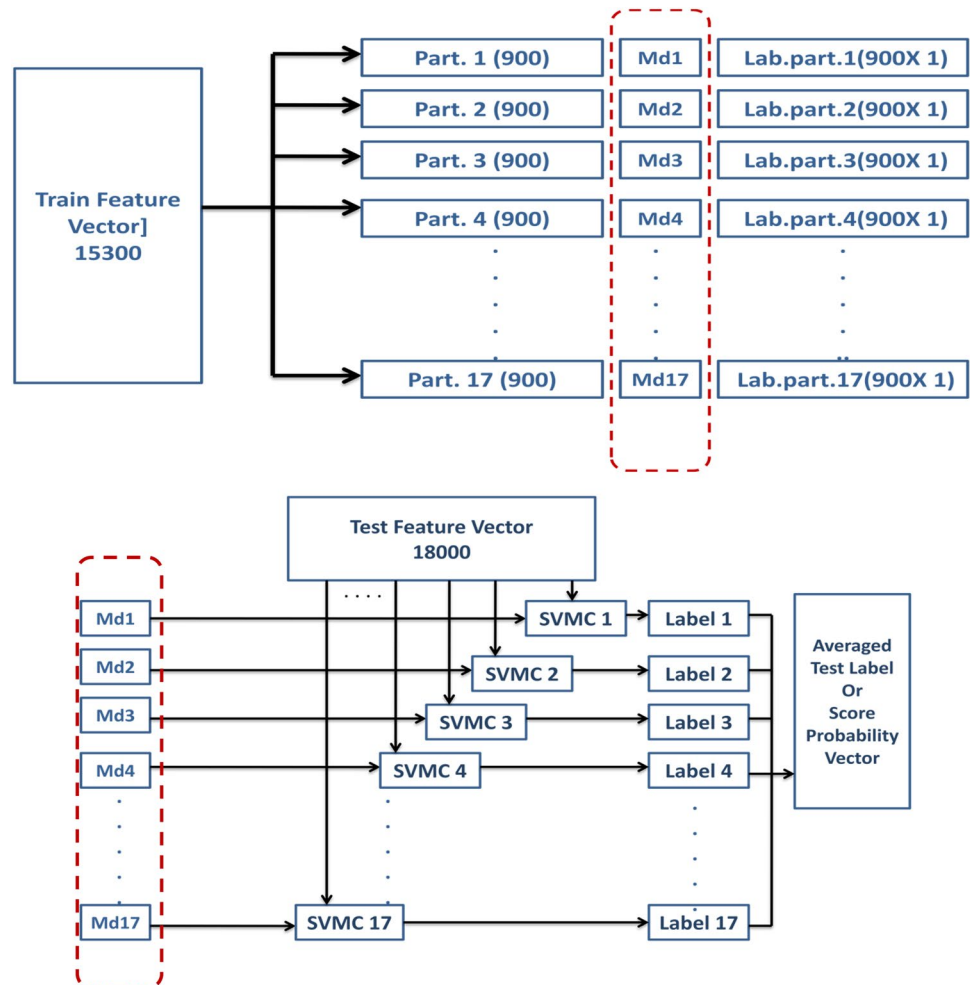 Part. 1 (900)
Md1
Lab.part.1(900X 1)
Part. 2 (900)
Md2
Lab.part.2(900X 1)
Part. 3 (900)
Md3
Lab.part.3(900X 1)
Train Feature
Vector]
15300
Part. 4 (900)
Md4
Lab.part.4(900X 1)
Part. 17 (900)
Md17
Lab.part.17(900X 1)
Test Feature Vector
18000
Md1
SVMC 1
Label 1
Md2
SVMC 2
Label 2
Md3
SVMC 3
Label 3
Md4
SVMC 4
Label 4
Md17
SVMC 17
Label 17
Averaged
Test Label
Or
Score
Probability
Vector